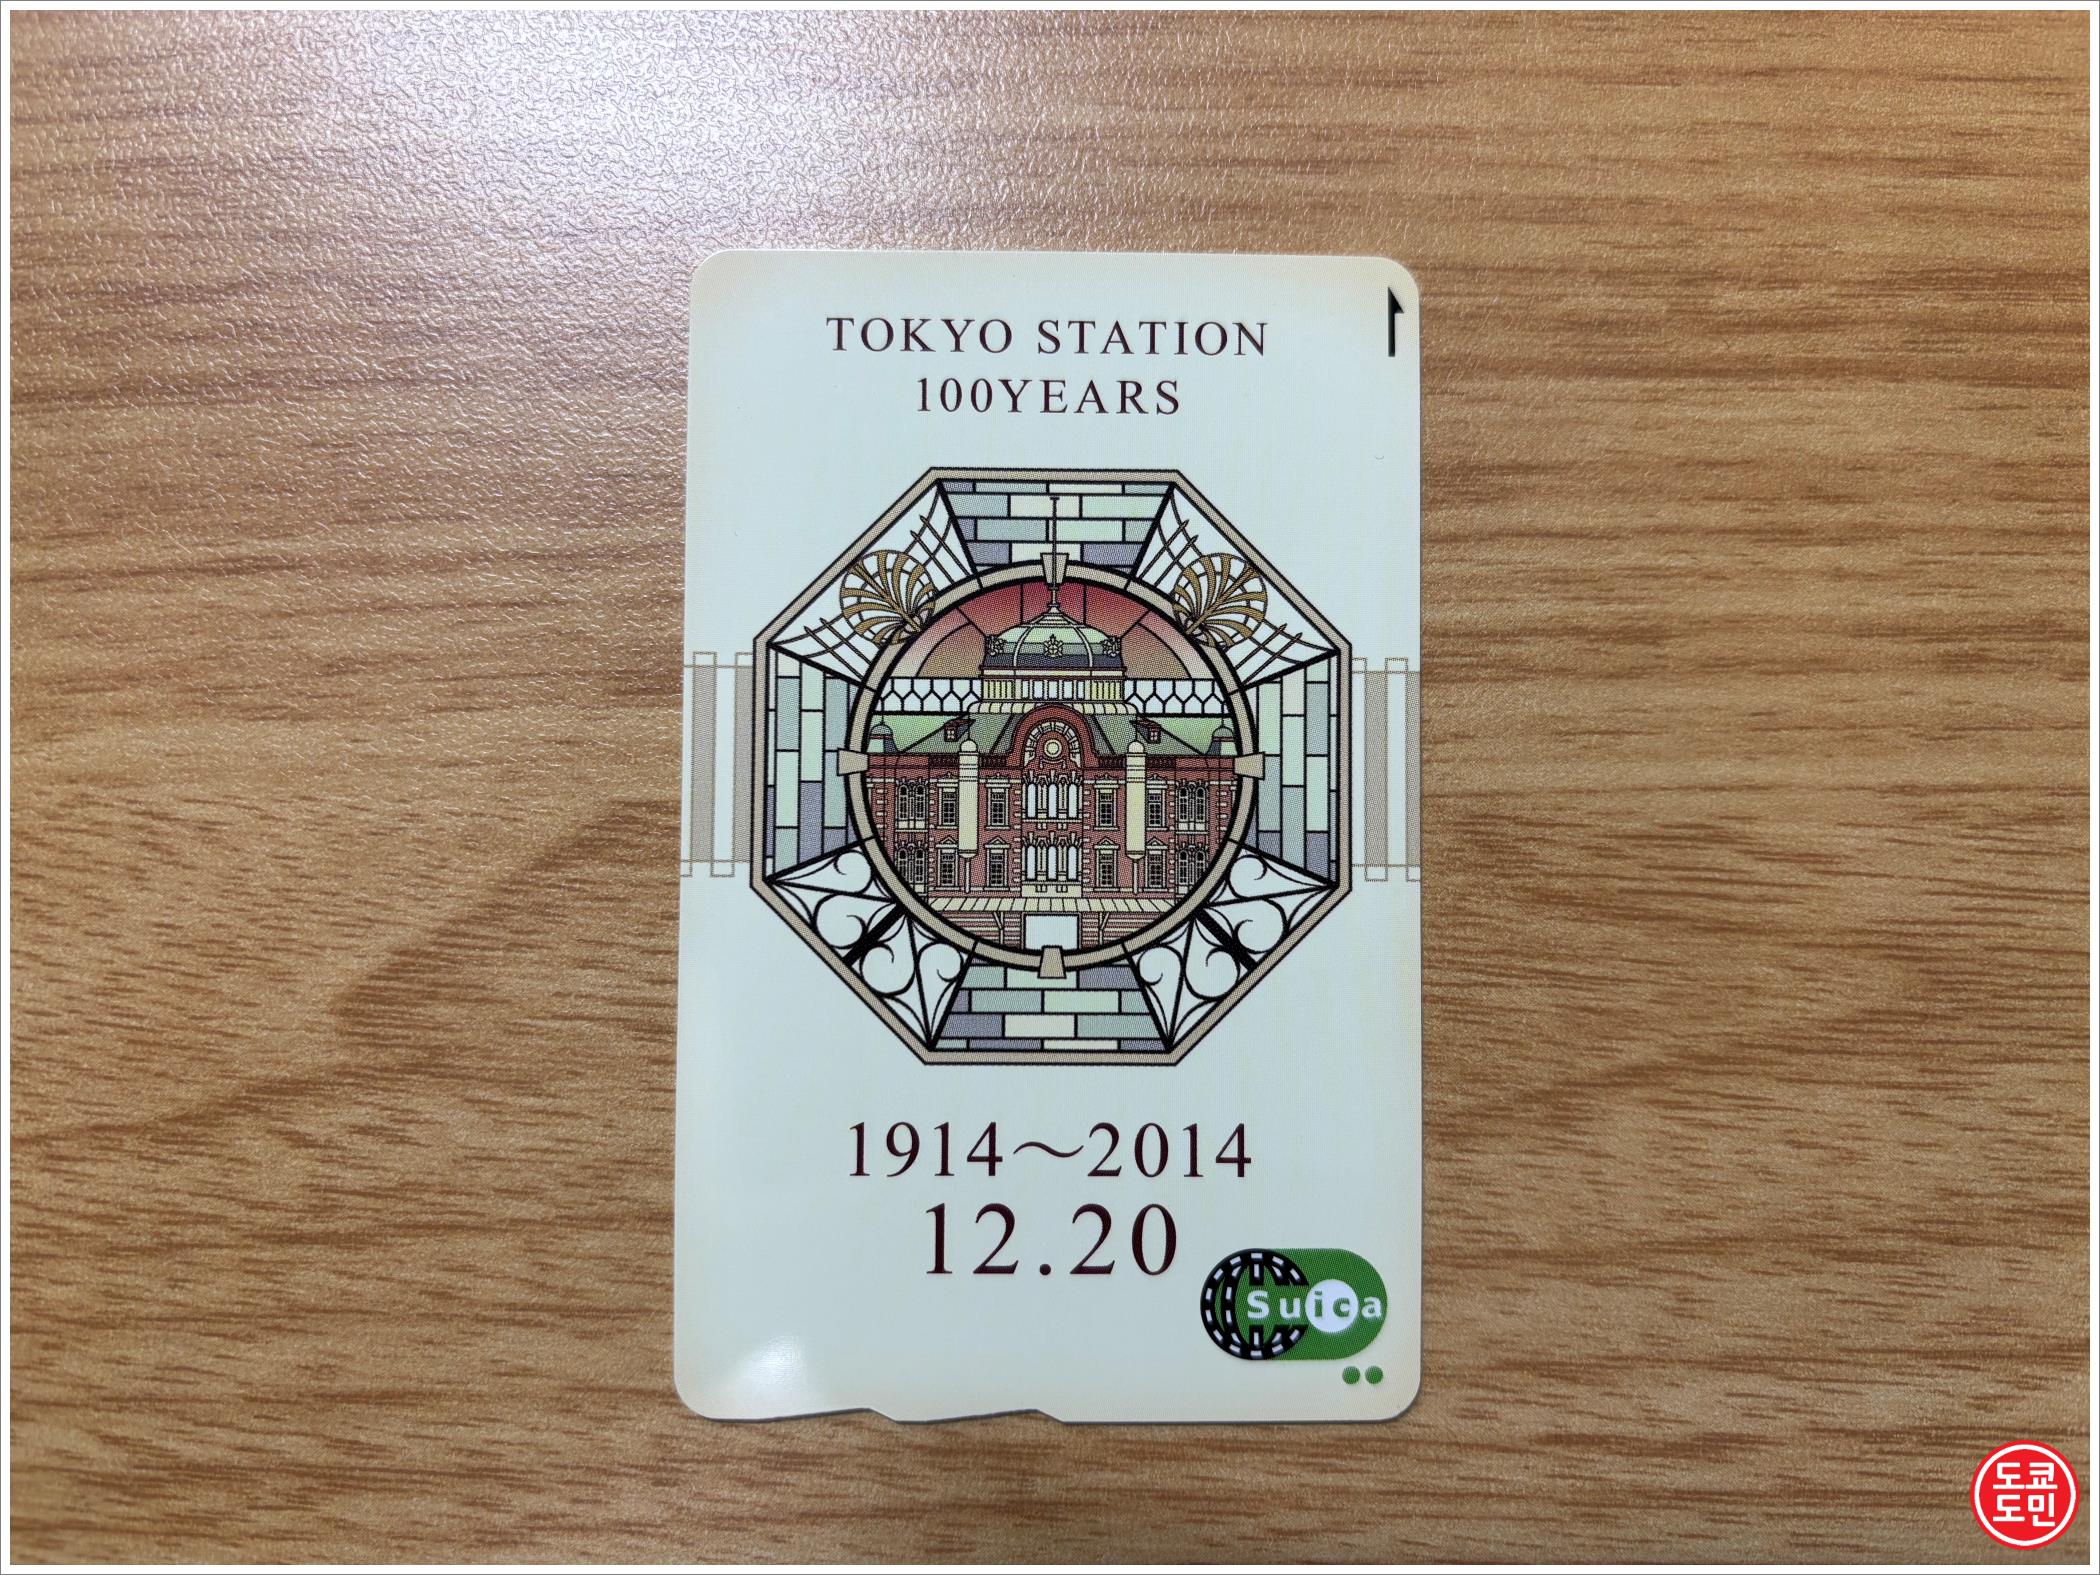 TOKYO STATION
100YEARS
1914～2014
12.20
Suica
도쿄
도민